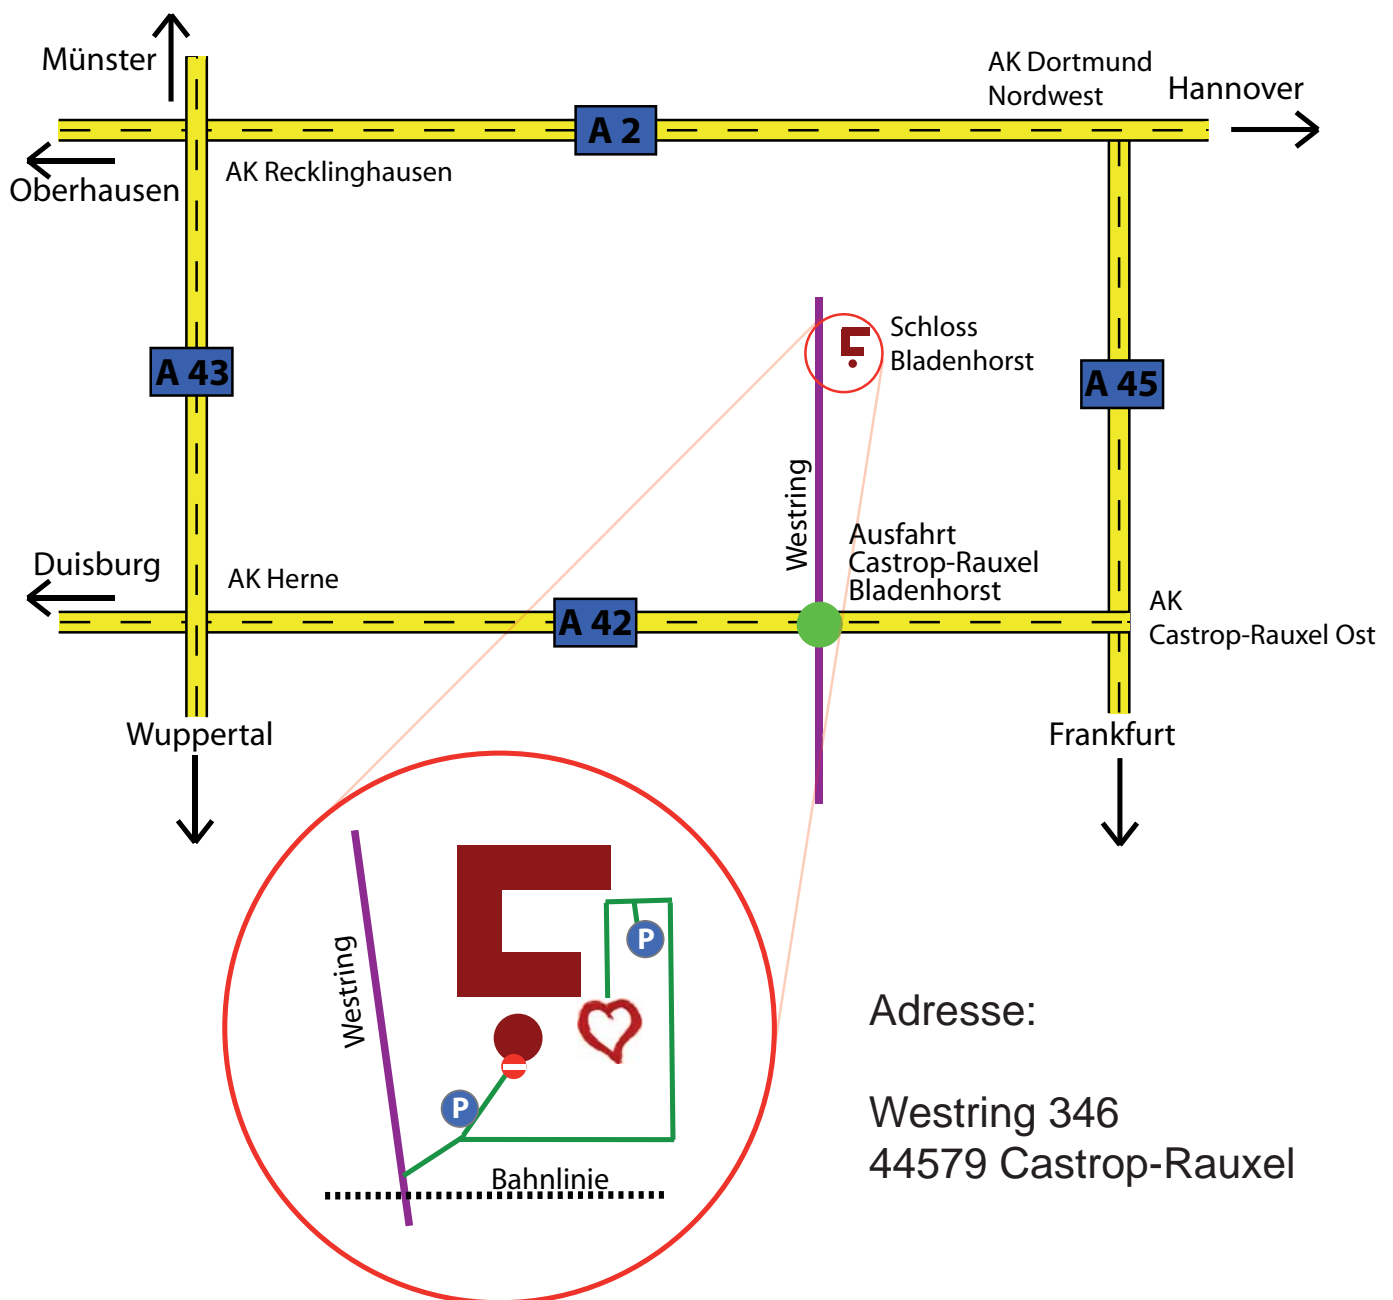 Münster
AK Dortmund
Nordwest
Hannover
A 2
Oberhausen
AK Recklinghausen
Schloss
Bladenhorst
A 43
A 45
Westring
Ausfahrt
Castrop-Rauxel
Bladenhorst
Duisburg
AK Herne
A 42
AK
Castrop-Rauxel Ost
Wuppertal
Frankfurt
Westring
P
P
Bahnlinie
Adresse:
Westring 346
44579 Castrop-Rauxel